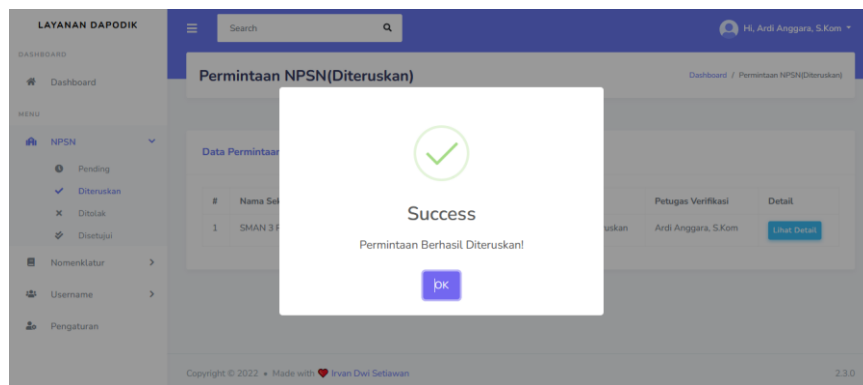 LAYANAN DAPODIK
Search
Hi, Ardi Anggara, S.Kom
DASHBOARD
Dashboard
MENU
NPSN
Pending
Diteruskan
Ditolak
Disetujui
Nomenklatur
Username
Pengaturan
Permintaan NPSN(Diteruskan)
Dashboard / Permintaan NPSN(Diteruskan)
Data Permintaan
# Nama Sek Petugas Verifikasi Detail
1 SMAN 3 uskan Ardi Anggara, S.Kom Lihat Detail
Success
Permintaan Berhasil Diteruskan!
OK
Copyright © 2022 • Made with ❤ Irvan Dwi Setiawan
2.3.0